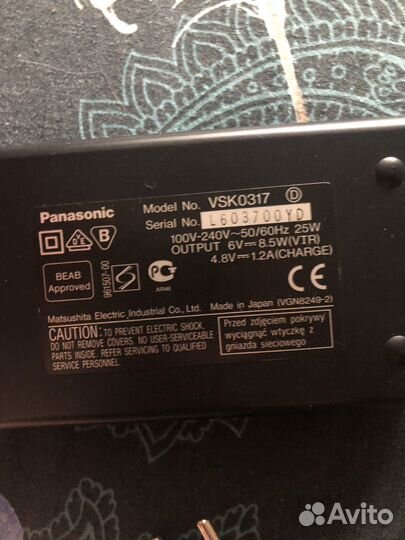 Panasonic
Model No. VSK0317 D
Serial No. L603700YD
100V-240V~50/60Hz 25W
OUTPUT 6V⎓8.5W(VTR)
4.8V⎓1.2A(CHARGE)
B
BEAB
Approved
961507-00
S
CE
Matsushita Electric Industrial Co., Ltd. Made in Japan (VGN8249-2)
CAUTION: TO PREVENT ELECTRIC SHOCK,
DO NOT REMOVE COVERS. NO USER-SERVICEABLE
PARTS INSIDE. REFER SERVICING TO QUALIFIED
SERVICE PERSONNEL.
Przed zdjęciem pokrywy
wyciągnąć wtyczkę z
gniazda sieciowego
Avito